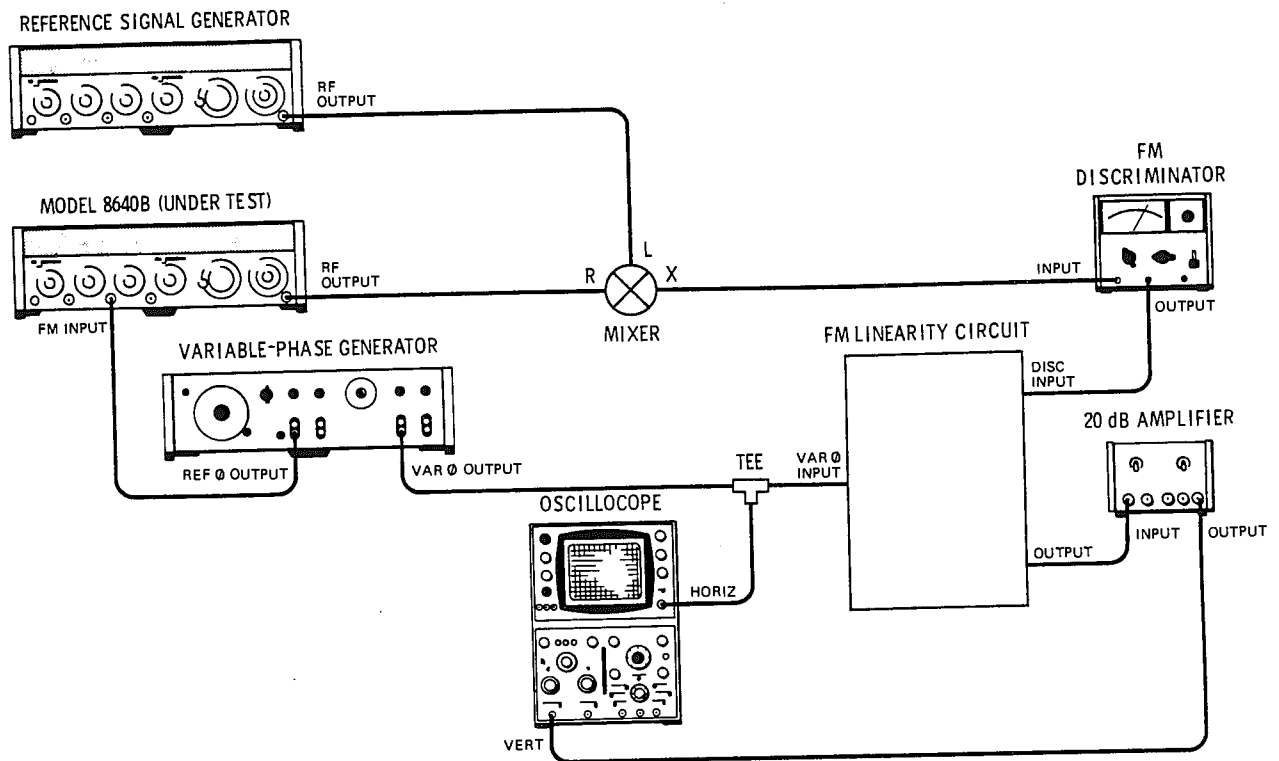 REFERENCE SIGNAL GENERATOR
RF
OUTPUT
FM
DISCRIMINATOR
MODEL 8640B (UNDER TEST)
RF
OUTPUT
L
R
X
INPUT
OUTPUT
MIXER
FM INPUT
FM LINEARITY CIRCUIT
VARIABLE-PHASE GENERATOR
DISC
INPUT
20 dB AMPLIFIER
REF Ø OUTPUT
VAR Ø OUTPUT
TEE
VAR Ø
INPUT
OSCILLOCOPE
INPUT
OUTPUT
OUTPUT
HORIZ
VERT